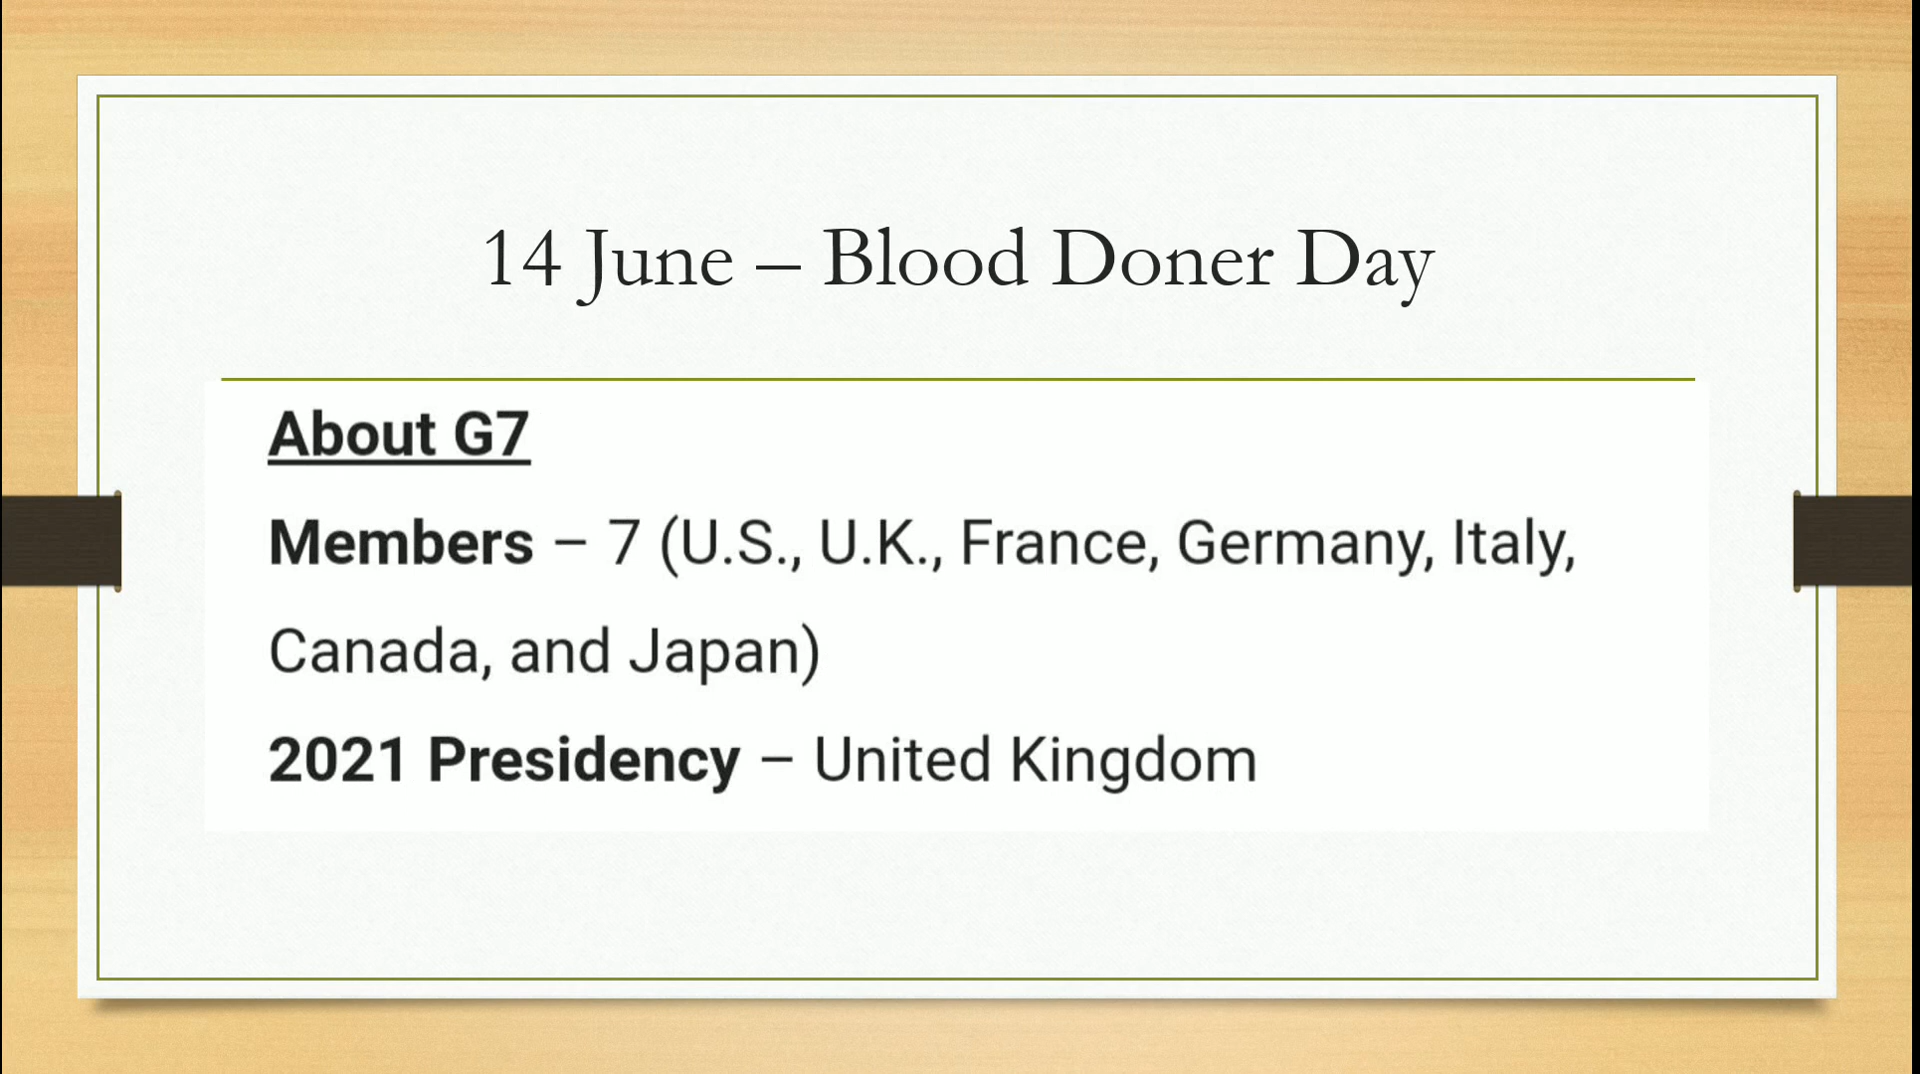 14 June – Blood Doner Day
About G7
Members – 7 (U.S., U.K., France, Germany, Italy,
Canada, and Japan)
2021 Presidency – United Kingdom